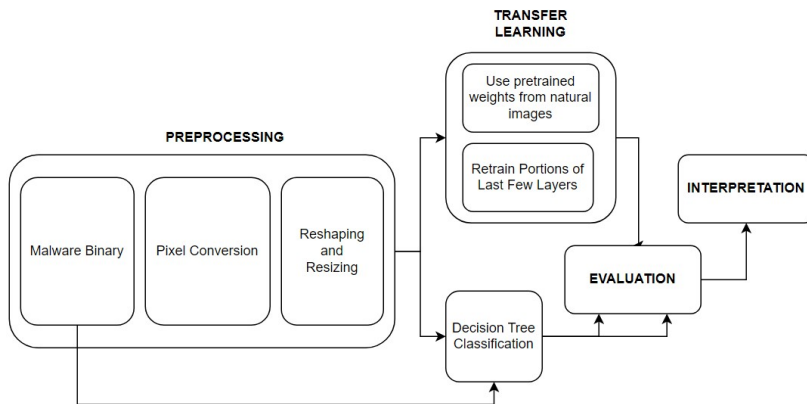 TRANSFER
LEARNING
Use pretrained
weights from natural
images
Retrain Portions of
Last Few Layers
PREPROCESSING
Malware Binary
Pixel Conversion
Reshaping
and
Resizing
Decision Tree
Classification
EVALUATION
INTERPRETATION